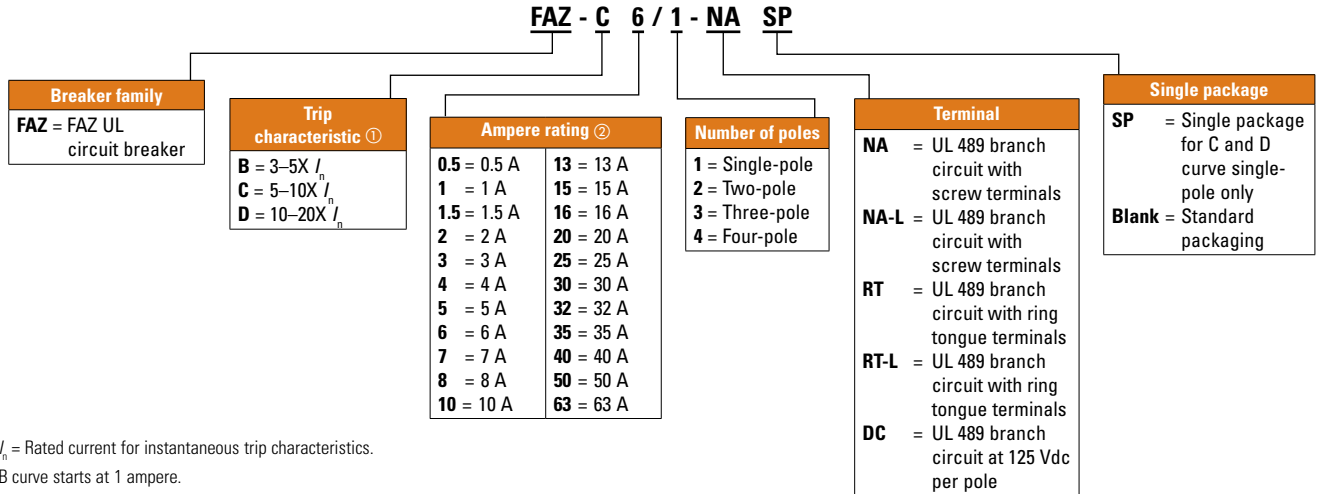 FAZ - C 6 / 1 - NA SP
Breaker family
FAZ = FAZ UL
circuit breaker
Trip
characteristic ①
B = 3–5X In
C = 5–10X In
D = 10–20X In
Ampere rating ②
0.5 = 0.5 A
1 = 1 A
1.5 = 1.5 A
2 = 2 A
3 = 3 A
4 = 4 A
5 = 5 A
6 = 6 A
7 = 7 A
8 = 8 A
10 = 10 A
13 = 13 A
15 = 15 A
16 = 16 A
20 = 20 A
25 = 25 A
30 = 30 A
32 = 32 A
35 = 35 A
40 = 40 A
50 = 50 A
63 = 63 A
Number of poles
1 = Single-pole
2 = Two-pole
3 = Three-pole
4 = Four-pole
Terminal
NA = UL 489 branch
circuit with
screw terminals
NA-L = UL 489 branch
circuit with
screw terminals
RT = UL 489 branch
circuit with ring
tongue terminals
RT-L = UL 489 branch
circuit with ring
tongue terminals
DC = UL 489 branch
circuit at 125 Vdc
per pole
Single package
SP = Single package
for C and D
curve single-
pole only
Blank = Standard
packaging
In = Rated current for instantaneous trip characteristics.
B curve starts at 1 ampere.